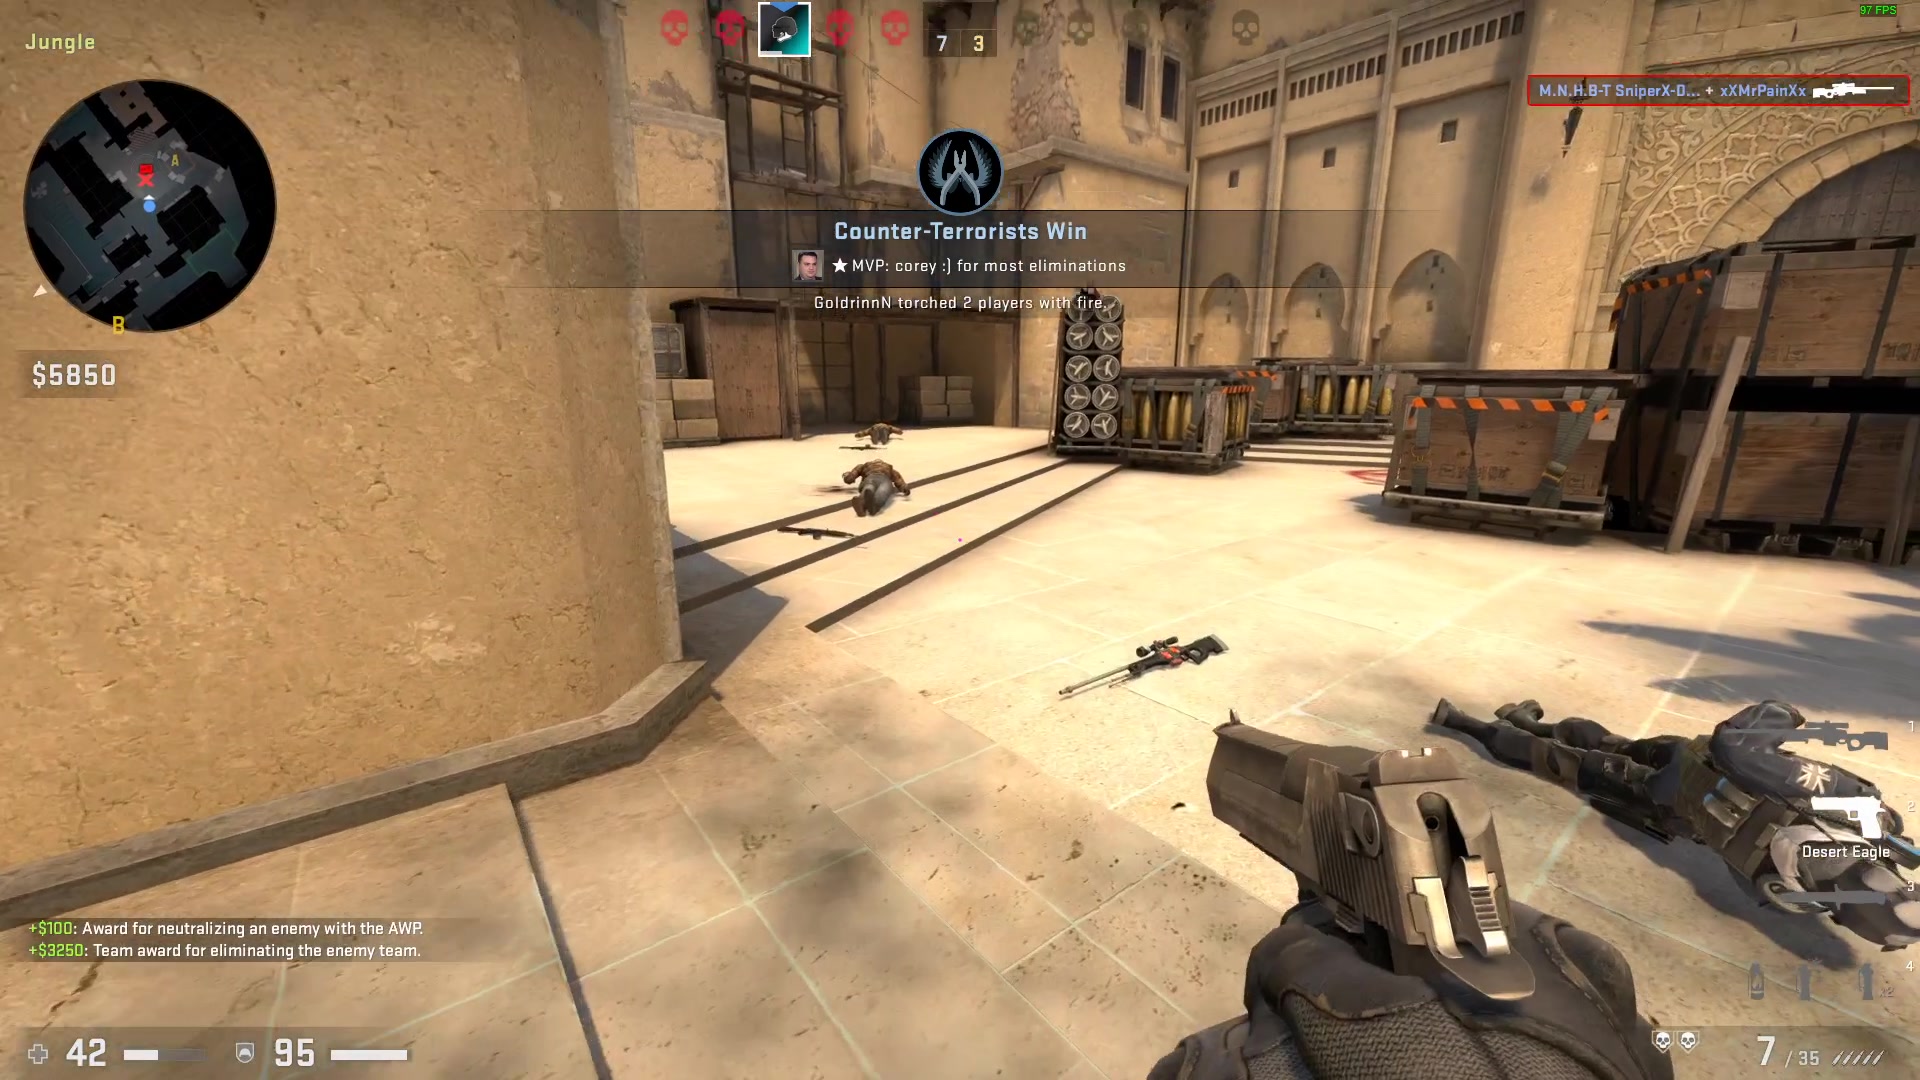 97 FPS
Jungle
7 3
M.N.H.B-T SniperX-D... + xXMrPainXx
A
Counter-Terrorists Win
★ MVP: corey :) for most eliminations
GoldrinnN torched 2 players with fire.
B
$5850
1
2
Desert Eagle
3
+$100: Award for neutralizing an enemy with the AWP.
+$3250: Team award for eliminating the enemy team.
4
x2
42 95
7 / 35